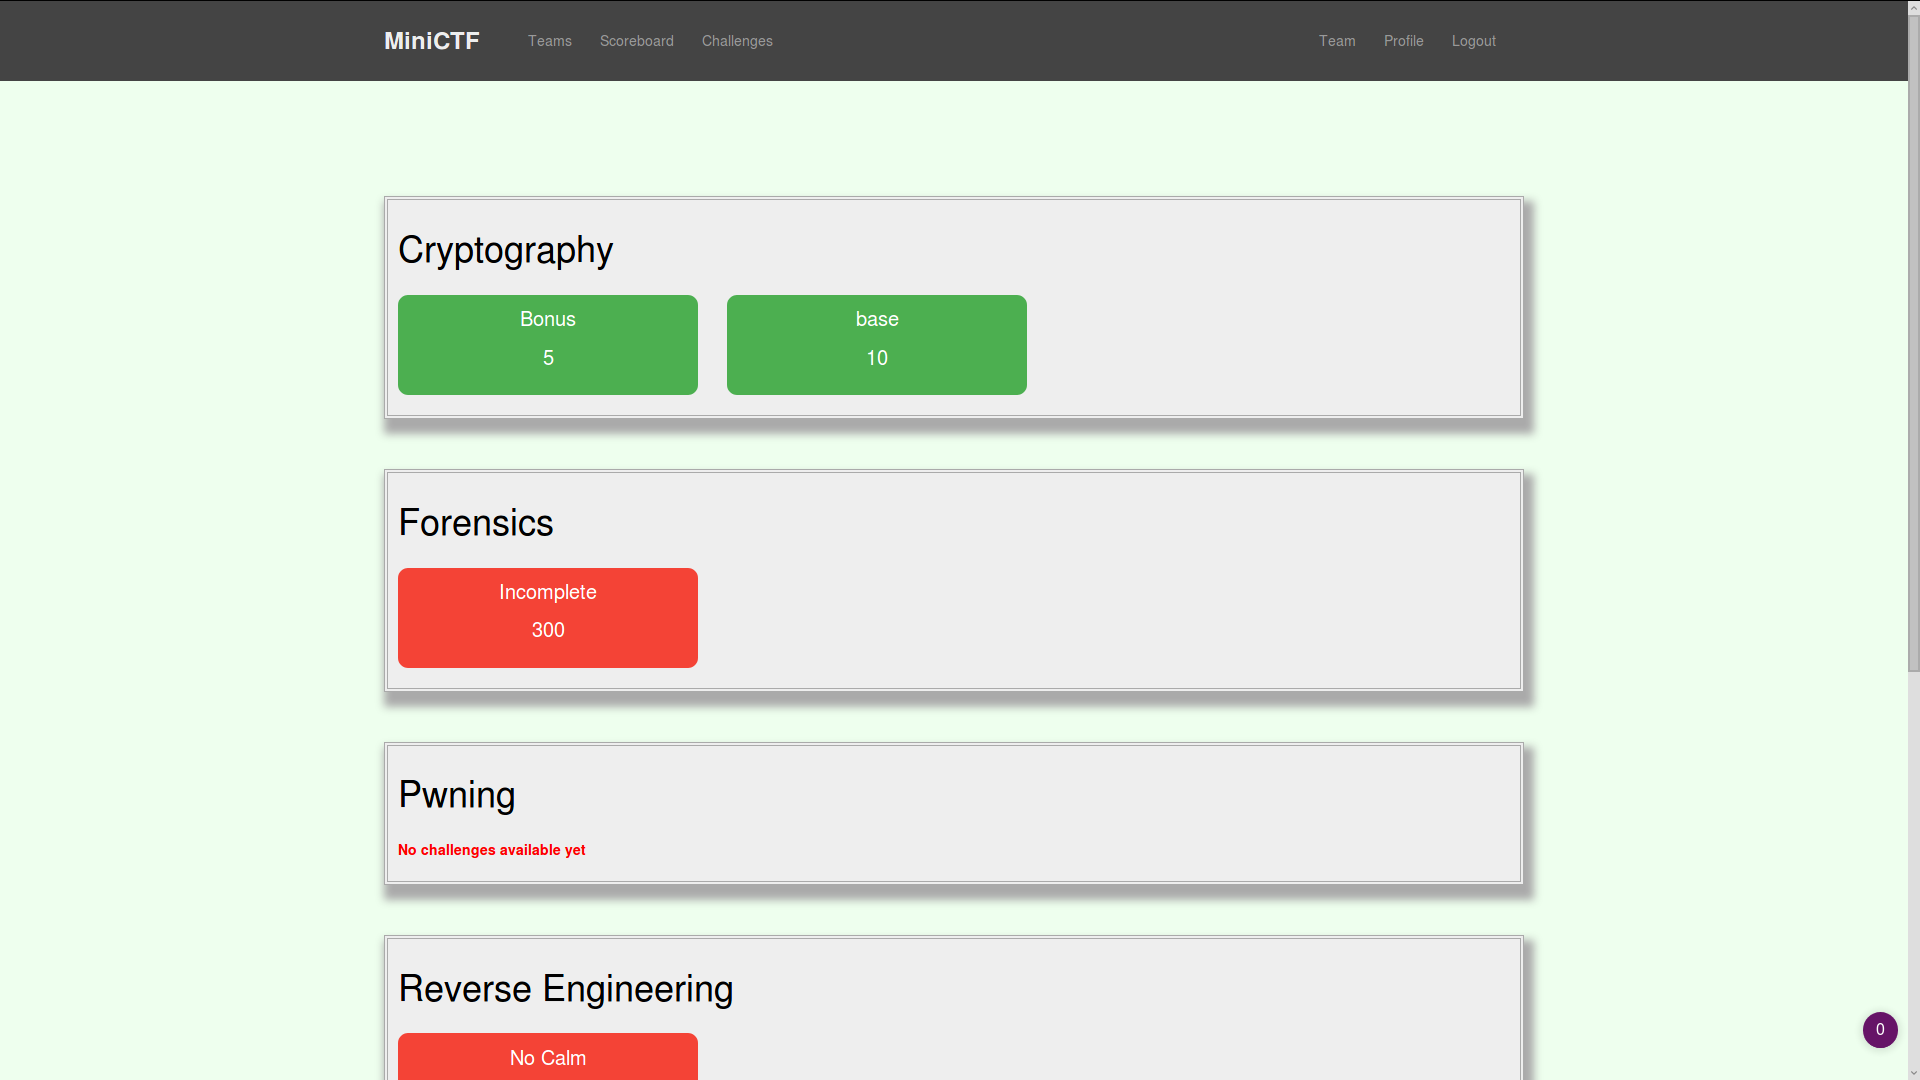 MiniCTF Teams Scoreboard Challenges Team Profile Logout
Cryptography
Bonus base
5 10
Forensics
Incomplete
300
Pwning
No challenges available yet
Reverse Engineering
No Calm
0